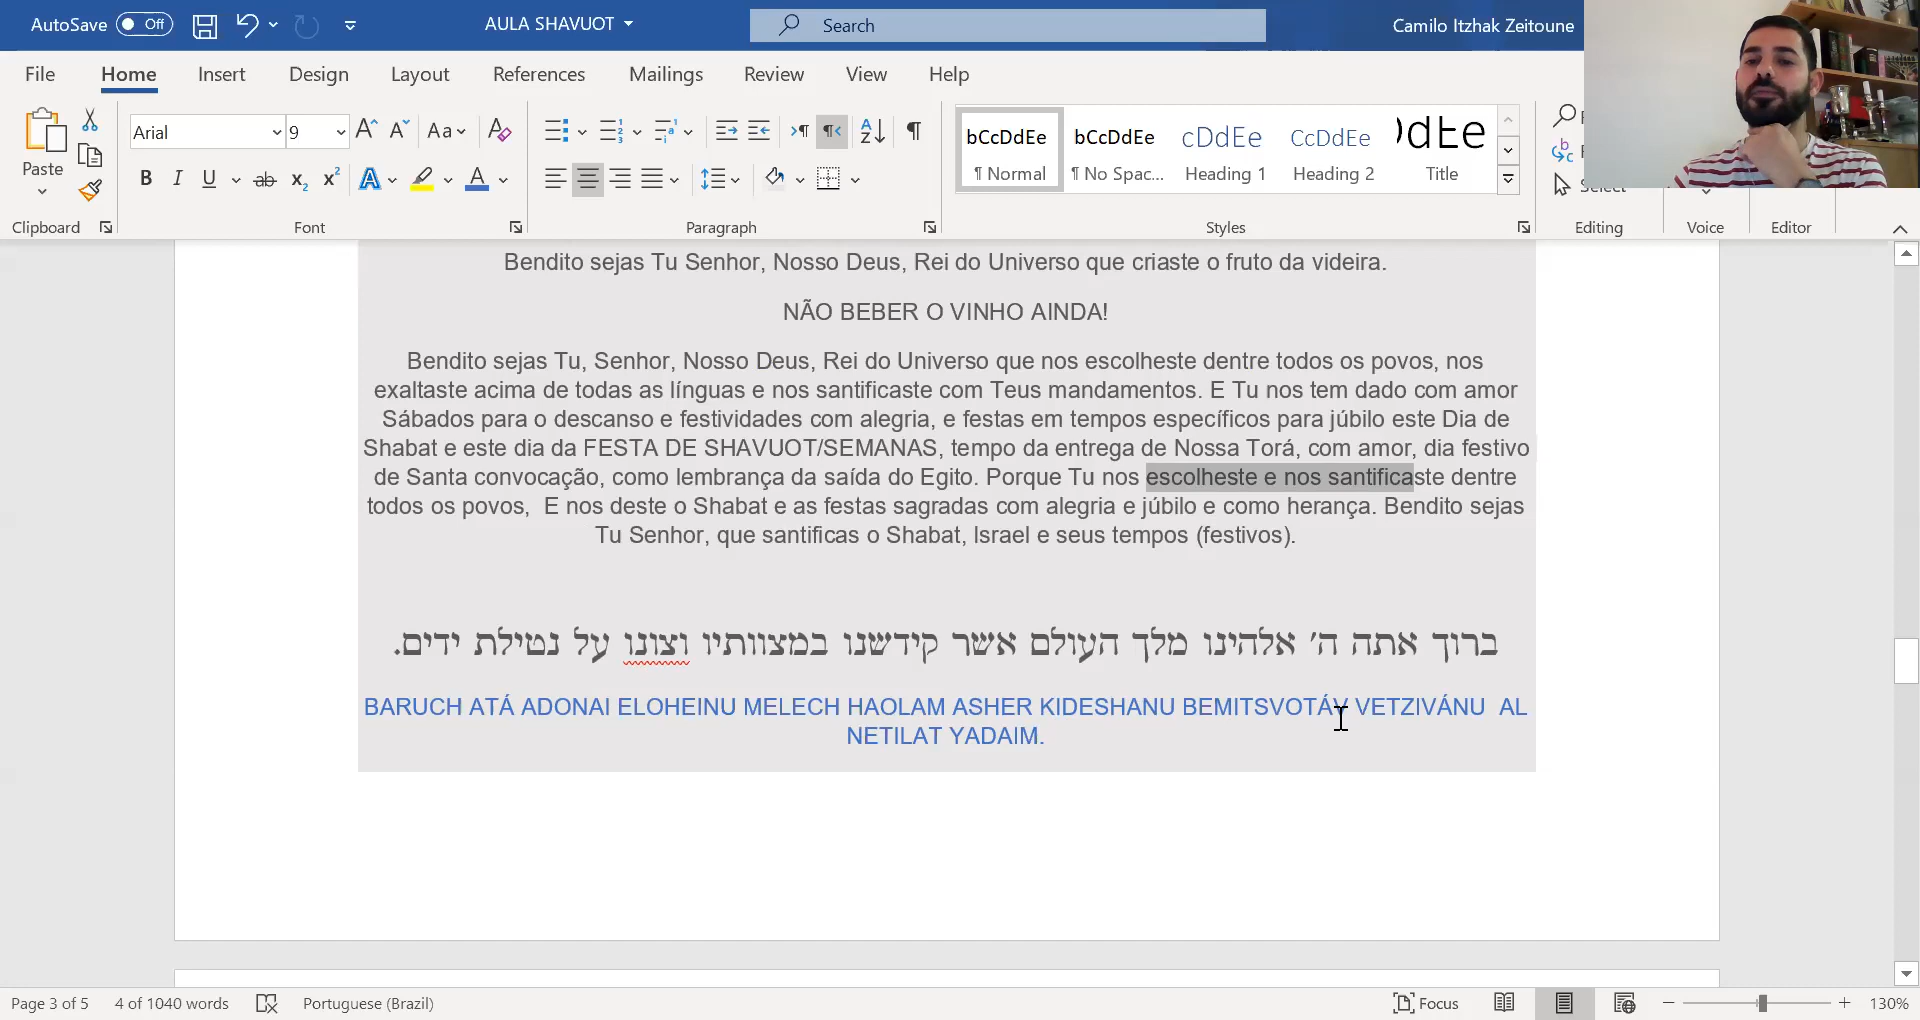 AutoSave Off AULA SHAVUOT Search Camilo Itzhak Zeitoune
File Home Insert Design Layout References Mailings Review View Help
Arial 9 Aa
Paste B I U ab x2 x2 A A
bCcDdEe bCcDdEe cDdEe CcDdEe
¶ Normal ¶ No Spac... Heading 1 Heading 2 Title
Select
Clipboard Font Paragraph Styles Editing Voice Editor
Bendito sejas Tu Senhor, Nosso Deus, Rei do Universo que criaste o fruto da videira.
NÃO BEBER O VINHO AINDA!
Bendito sejas Tu, Senhor, Nosso Deus, Rei do Universo que nos escolheste dentre todos os povos, nos
exaltaste acima de todas as línguas e nos santificaste com Teus mandamentos. E Tu nos tem dado com amor
Sábados para o descanso e festividades com alegria, e festas em tempos específicos para júbilo este Dia de
Shabat e este dia da FESTA DE SHAVUOT/SEMANAS, tempo da entrega de Nossa Torá, com amor, dia festivo
de Santa convocação, como lembrança da saída do Egito. Porque Tu nos escolheste e nos santificaste dentre
todos os povos, E nos deste o Shabat e as festas sagradas com alegria e júbilo e como herança. Bendito sejas
Tu Senhor, que santificas o Shabat, Israel e seus tempos (festivos).
ברוך אתה ה' אלהינו מלך העולם אשר קידשנו במצוותיו וצונו על נטילת ידים.
BARUCH ATÁ ADONAI ELOHEINU MELECH HAOLAM ASHER KIDESHANU BEMITSVOTÁV VETZIVÁNU AL
NETILAT YADAIM.
Page 3 of 5 4 of 1040 words Portuguese (Brazil) Focus 130%